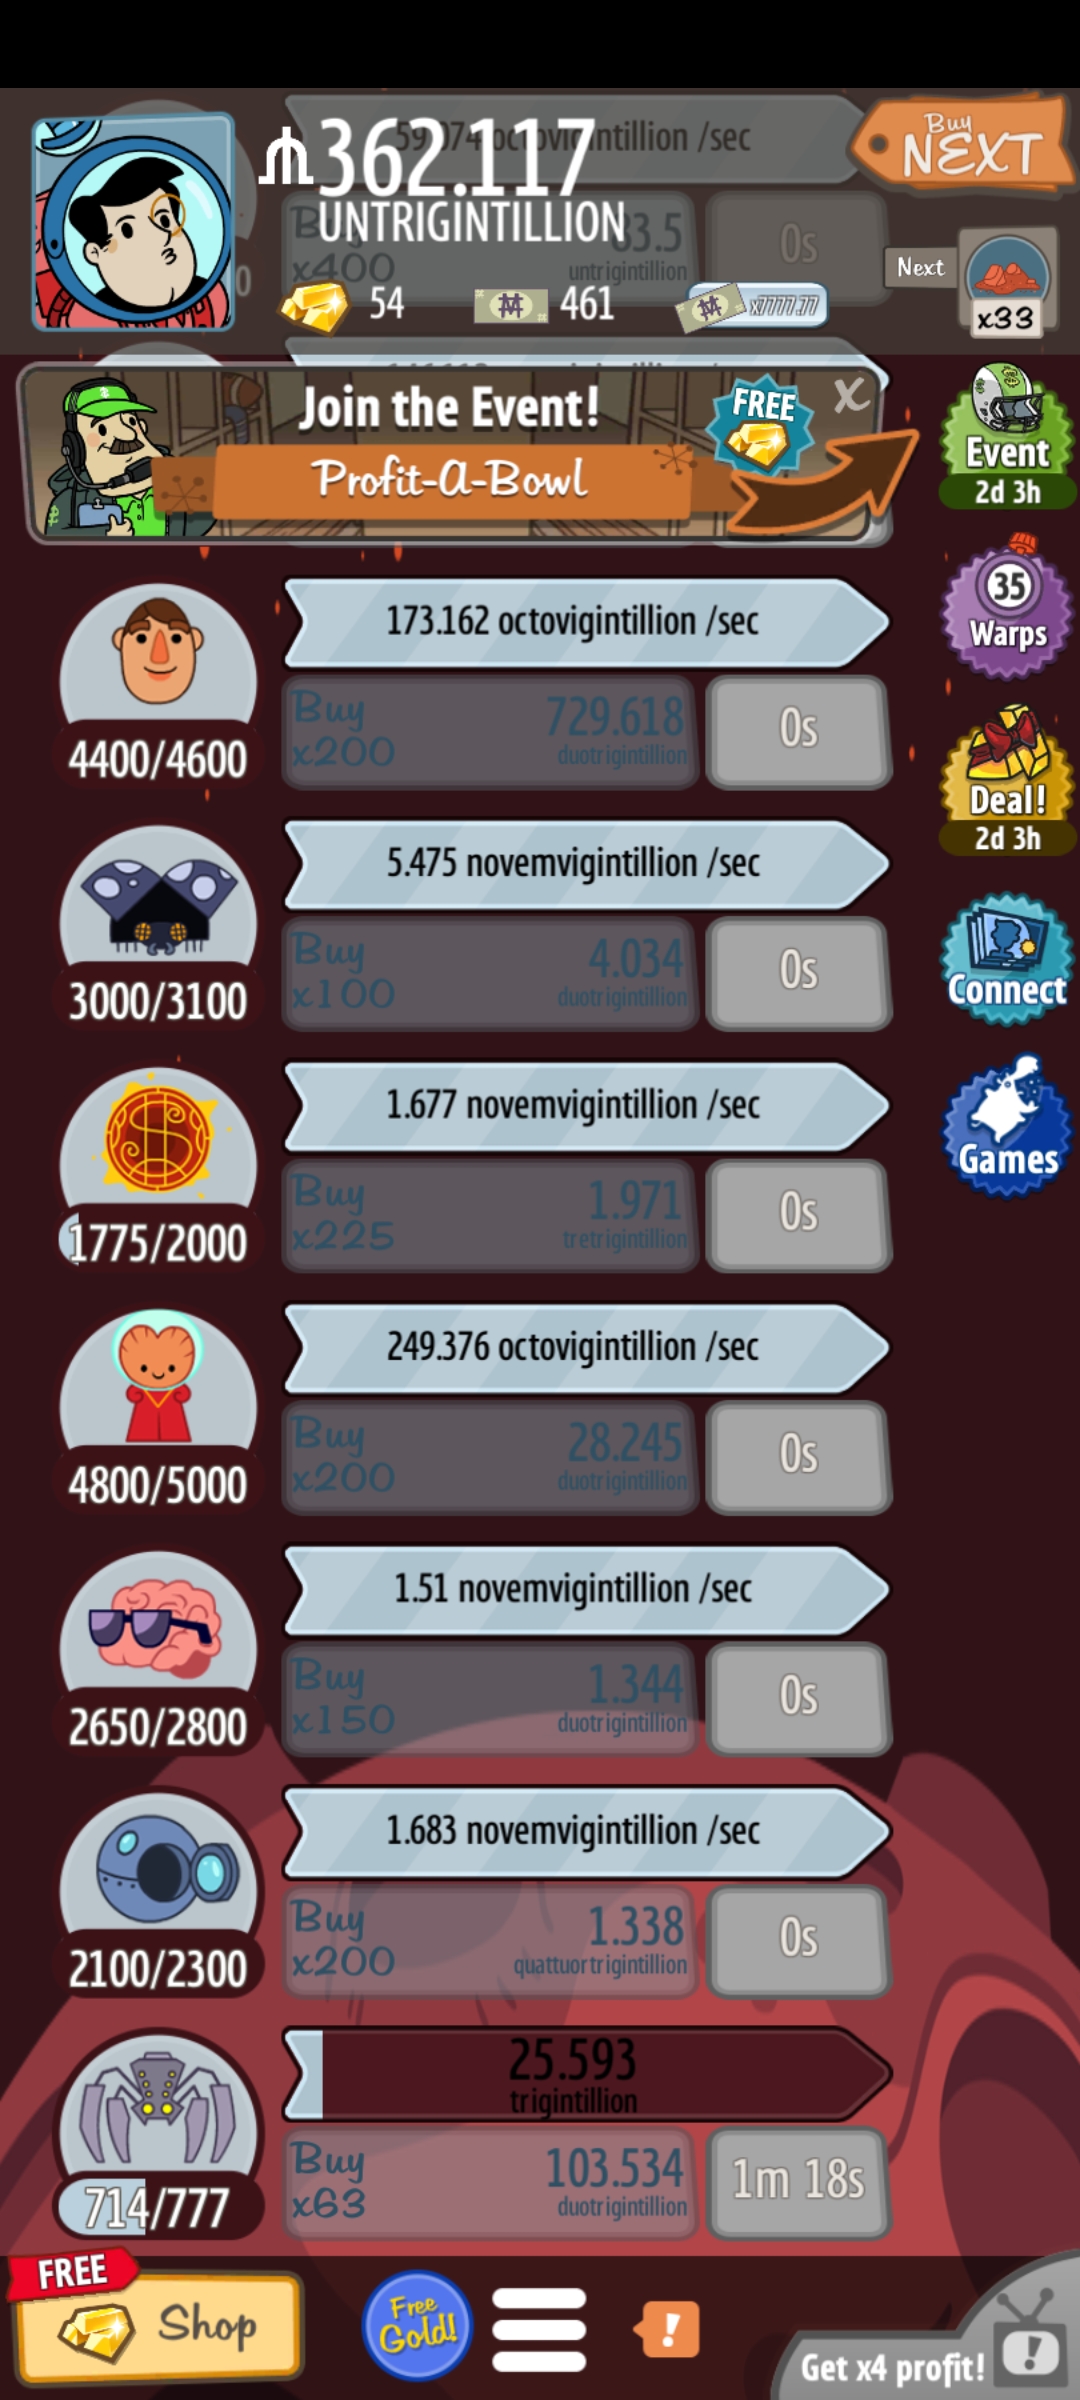 59.074 octovigintillion /sec
Buy
NEXT
362.117
UNTRIGINTILLION
Buy
x400
83.5
untrigintillion
0s
Next
54
461
x7777.77
x33
Join the Event!
FREE
X
Profit-A-Bowl
Event
2d 3h
173.162 octovigintillion /sec
35
Warps
Buy
x200
729.618
duotrigintillion
0s
4400/4600
Deal!
2d 3h
5.475 novemvigintillion /sec
Buy
x100
4.034
duotrigintillion
0s
3000/3100
Connect
1.677 novemvigintillion /sec
Games
Buy
x225
1.971
tretrigintillion
0s
1775/2000
249.376 octovigintillion /sec
Buy
x200
28.245
duotrigintillion
0s
4800/5000
1.51 novemvigintillion /sec
Buy
x150
1.344
duotrigintillion
0s
2650/2800
1.683 novemvigintillion /sec
Buy
x200
1.338
quattuortrigintillion
0s
2100/2300
25.593
trigintillion
Buy
x63
103.534
duotrigintillion
1m 18s
714/777
FREE
Shop
Free
Gold!
!
!
Get x4 profit!